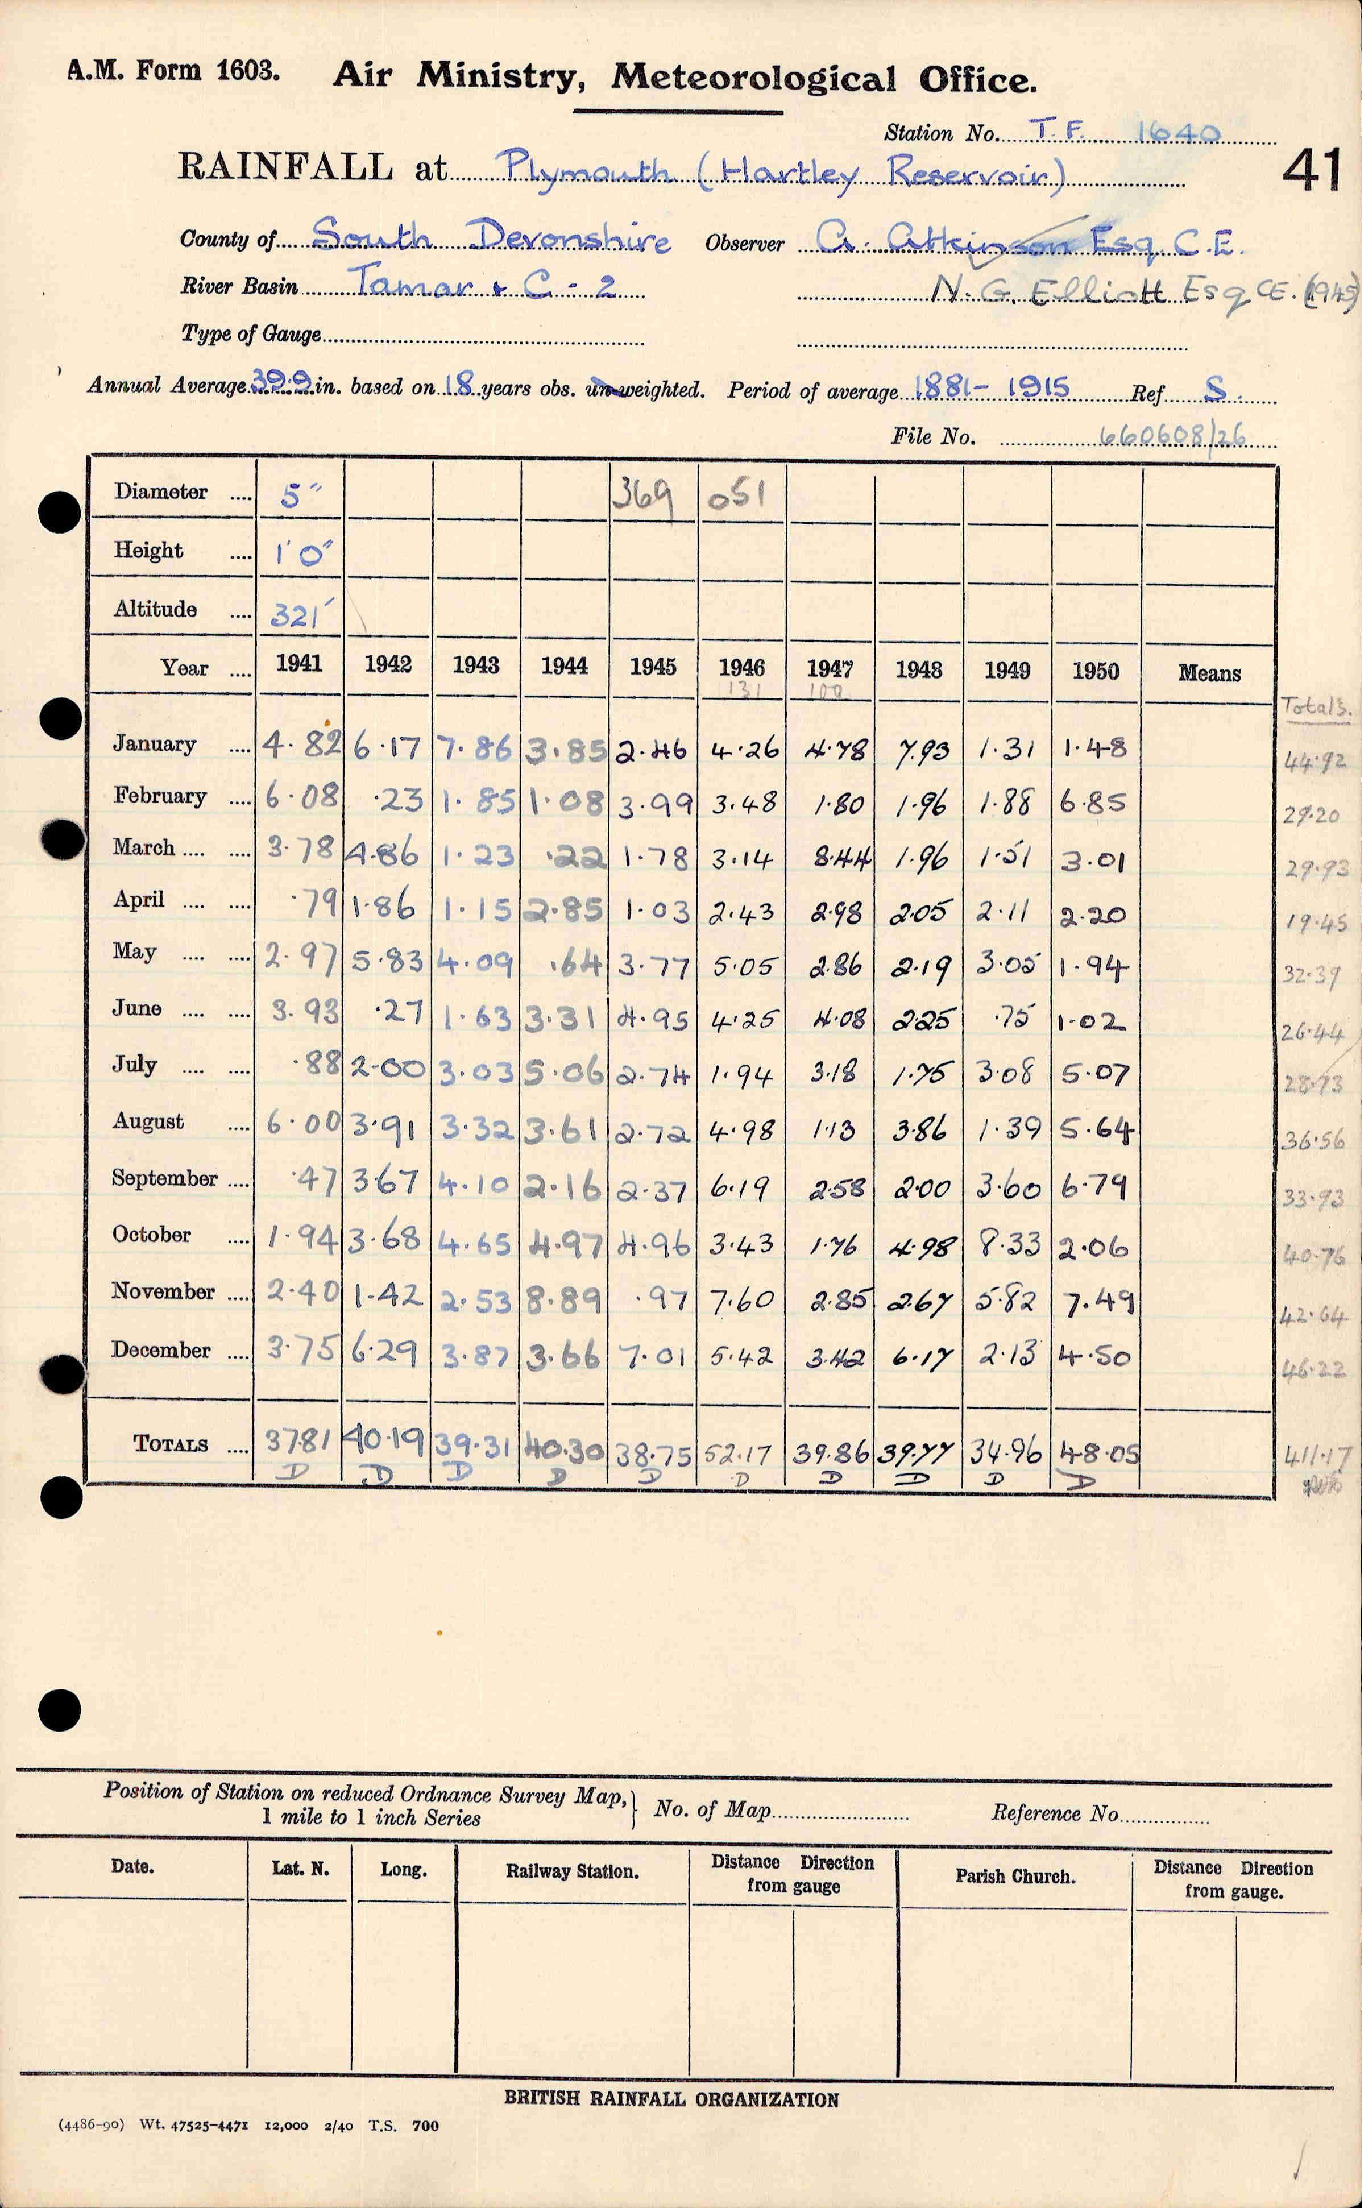 A.M. Form 1603. Air Ministry, Meteorological Office.
Station No. T.F. 1640
RAINFALL at Plymouth (Hartley Reservoir) 41
County of South Devonshire Observer A. Atkinson Esq. C.E.
River Basin Tamar & C - 2 N. G. Elliott Esq CE. (1945)
Type of Gauge
Annual Average 39.9 in. based on 18 years obs. unweighted. Period of average 1881 - 1915 Ref S.
File No. 660608/26
Diameter .... 5" 369 051
Height .... 1'0"
Altitude .... 321'
Year .... 1941 1942 1943 1944 1945 1946 1947 1948 1949 1950 Means
131 Totals.
January .... 4.82 6.17 7.86 3.85 2.46 4.26 4.78 7.93 1.31 1.48 44.92
February .... 6.08 .23 1.85 1.08 3.99 3.48 1.80 1.96 1.88 6.85 29.20
March .... .... 3.78 4.86 1.23 .22 1.78 3.14 8.44 1.96 1.51 3.01 29.93
April .... .... .79 1.86 1.15 2.85 1.03 2.43 2.98 2.05 2.11 2.20 19.45
May .... .... 2.97 5.83 4.09 .64 3.77 5.05 2.86 2.19 3.05 1.94 32.39
June .... .... 3.93 .27 1.63 3.31 4.95 4.25 4.08 2.25 .75 1.02 26.44
July .... .... .88 2.00 3.03 5.06 2.74 1.94 3.18 1.75 3.08 5.07 28.73
August .... 6.00 3.91 3.32 3.61 2.72 4.98 1.13 3.86 1.39 5.64 36.56
September .... .47 3.67 4.10 2.16 2.37 6.19 2.58 2.00 3.60 6.79 33.93
October .... 1.94 3.68 4.65 4.97 4.96 3.43 1.76 4.98 8.33 2.06 40.76
November .... 2.40 1.42 2.53 8.89 .97 7.60 2.85 2.67 5.82 7.49 42.64
December .... 3.75 6.29 3.87 3.66 7.01 5.42 3.42 6.17 2.13 4.50 46.22
TOTALS .... 37.81 40.19 39.31 40.30 38.75 52.17 39.86 39.77 34.96 48.05 411.17
D D D D D D D D D D
Position of Station on reduced Ordnance Survey Map, } No. of Map Reference No
1 mile to 1 inch Series
Date. Lat. N. Long. Railway Station. Distance from gauge Direction Parish Church. Distance Direction from gauge.
BRITISH RAINFALL ORGANIZATION
(4486-90) Wt. 47525-4471 12,000 2/40 T.S. 700